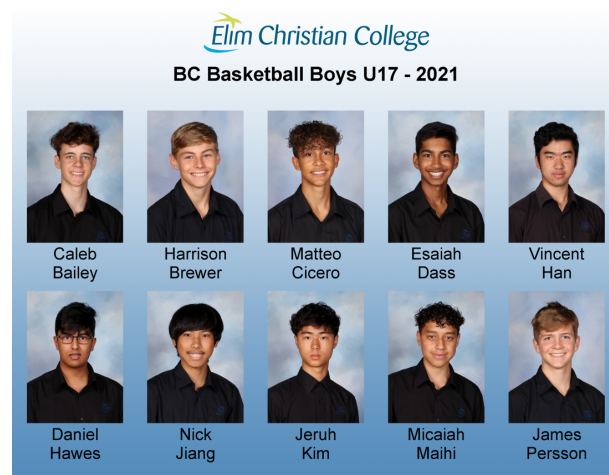 Elim Christian College
BC Basketball Boys U17 - 2021
Caleb
Bailey
Harrison
Brewer
Matteo
Cicero
Esaiah
Dass
Vincent
Han
Daniel
Hawes
Nick
Jiang
Jeruh
Kim
Micaiah
Maihi
James
Persson